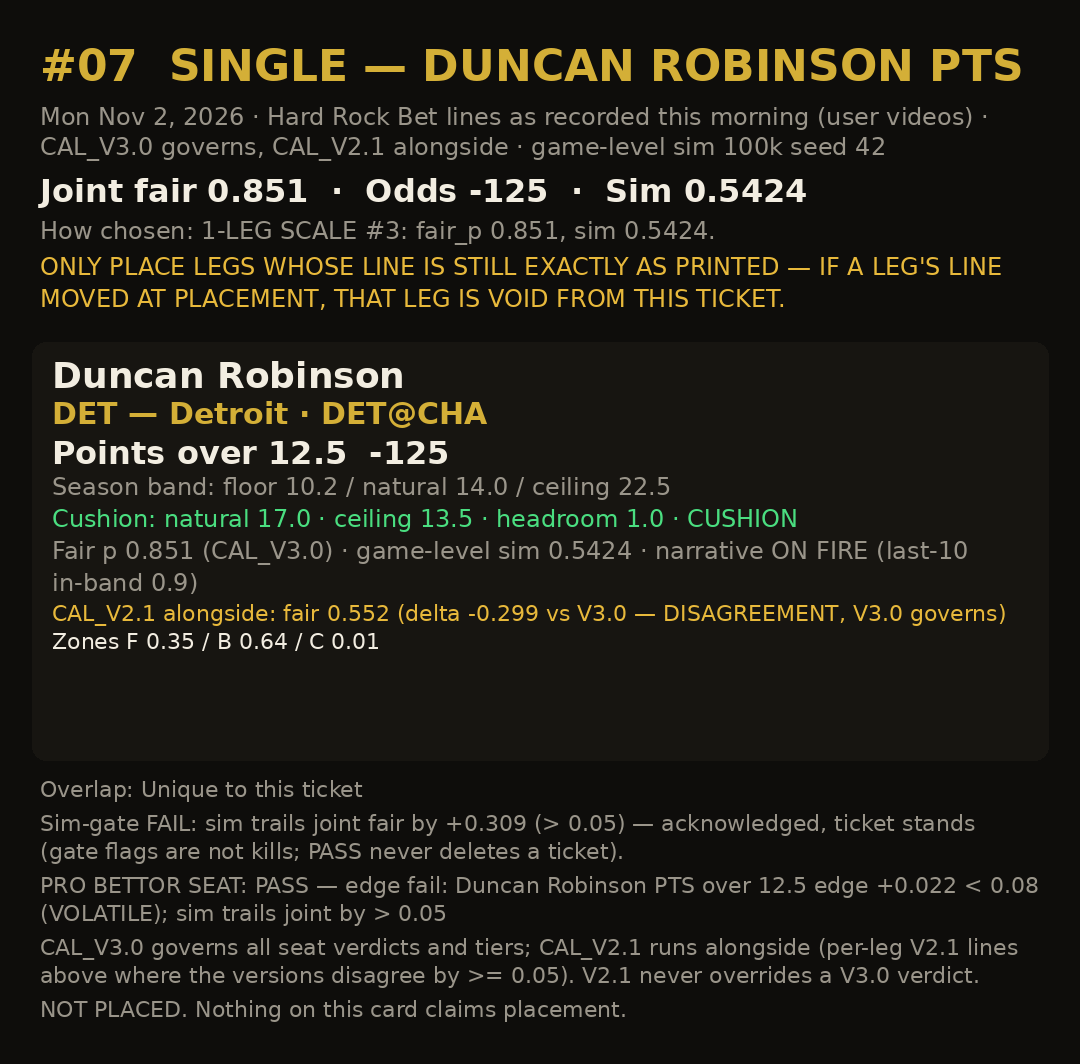 #07 SINGLE — DUNCAN ROBINSON PTS
Mon Nov 2, 2026 · Hard Rock Bet lines as recorded this morning (user videos) ·
CAL_V3.0 governs, CAL_V2.1 alongside · game-level sim 100k seed 42
Joint fair 0.851 · Odds -125 · Sim 0.5424
How chosen: 1-LEG SCALE #3: fair_p 0.851, sim 0.5424.
ONLY PLACE LEGS WHOSE LINE IS STILL EXACTLY AS PRINTED — IF A LEG'S LINE
MOVED AT PLACEMENT, THAT LEG IS VOID FROM THIS TICKET.
Duncan Robinson
DET — Detroit · DET@CHA
Points over 12.5 -125
Season band: floor 10.2 / natural 14.0 / ceiling 22.5
Cushion: natural 17.0 · ceiling 13.5 · headroom 1.0 · CUSHION
Fair p 0.851 (CAL_V3.0) · game-level sim 0.5424 · narrative ON FIRE (last-10
in-band 0.9)
CAL_V2.1 alongside: fair 0.552 (delta -0.299 vs V3.0 — DISAGREEMENT, V3.0 governs)
Zones F 0.35 / B 0.64 / C 0.01
Overlap: Unique to this ticket
Sim-gate FAIL: sim trails joint fair by +0.309 (> 0.05) — acknowledged, ticket stands
(gate flags are not kills; PASS never deletes a ticket).
PRO BETTOR SEAT: PASS — edge fail: Duncan Robinson PTS over 12.5 edge +0.022 < 0.08
(VOLATILE); sim trails joint by > 0.05
CAL_V3.0 governs all seat verdicts and tiers; CAL_V2.1 runs alongside (per-leg V2.1 lines
above where the versions disagree by >= 0.05). V2.1 never overrides a V3.0 verdict.
NOT PLACED. Nothing on this card claims placement.